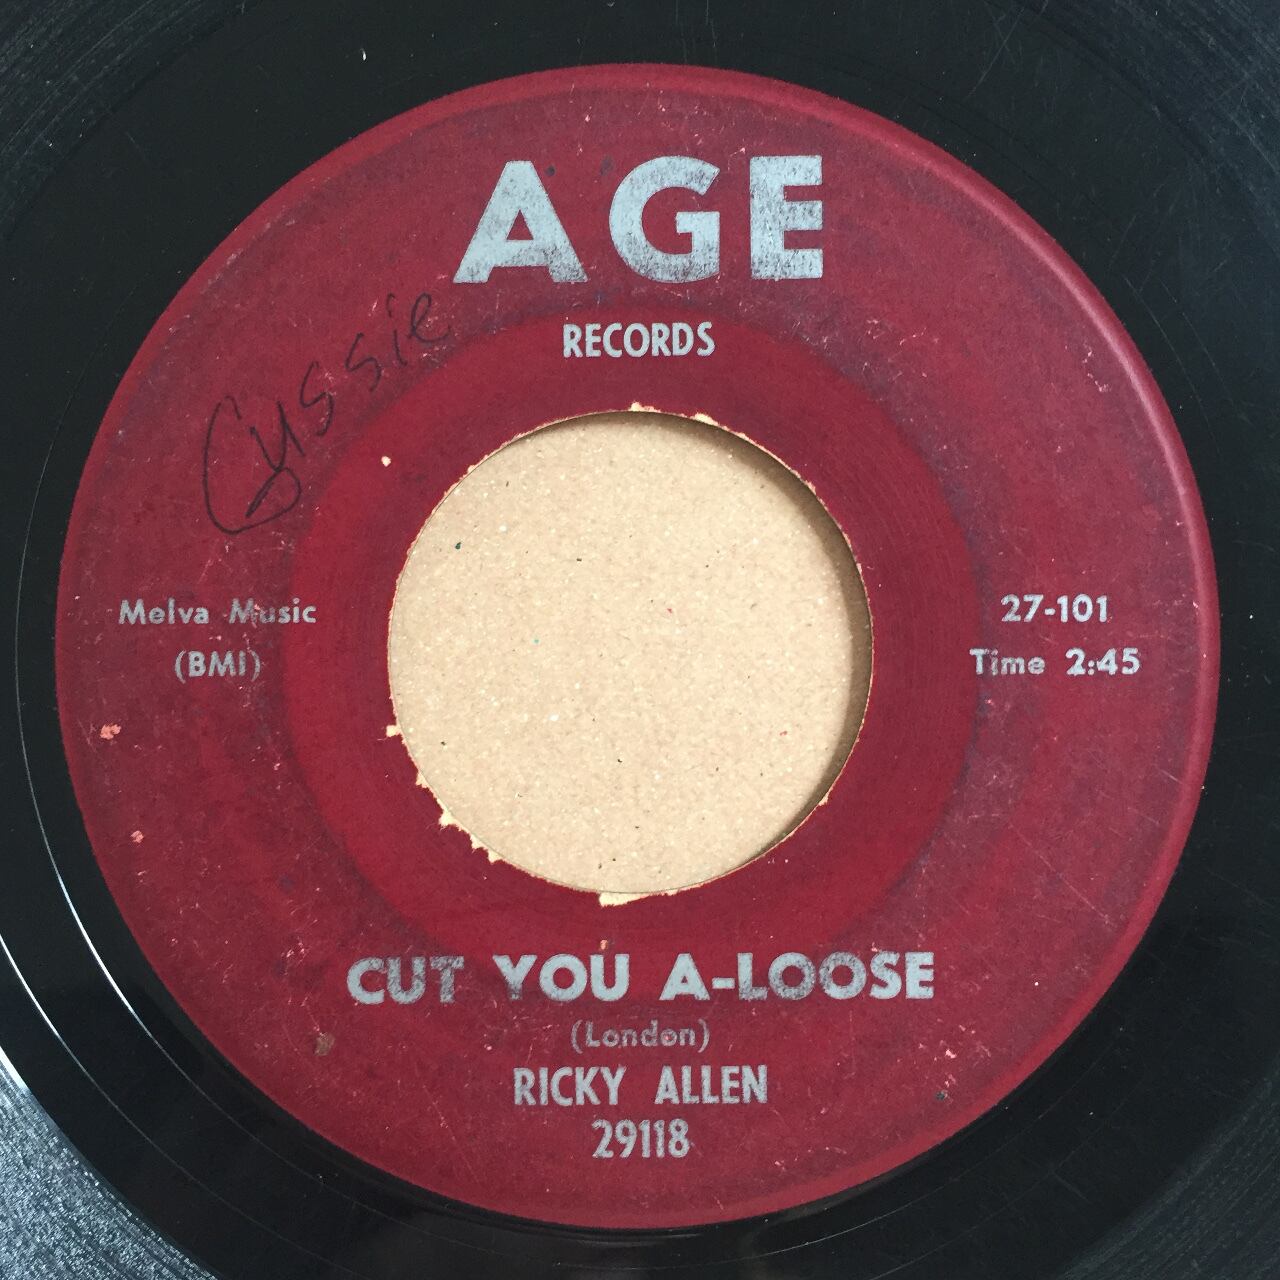 AGE
RECORDS
Cussie
Melva Music
(BMI)
27-101
Time 2:45
CUT YOU A-LOOSE
(London)
RICKY ALLEN
29118